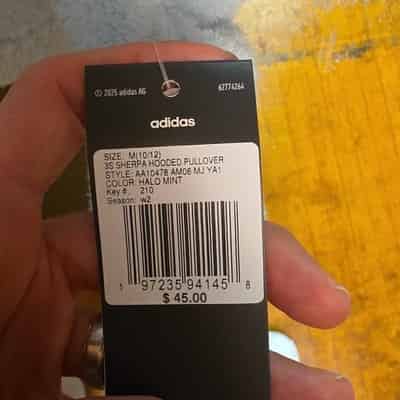 © 2025 adidas AG 62774264
adidas
SIZE: M(10/12)
3S SHERPA HOODED PULLOVER
STYLE: AA10478 AM06 MJ YA1
COLOR: HALO MINT
Key #: 210
Season: w2
1 97235 94145 8
$ 45.00